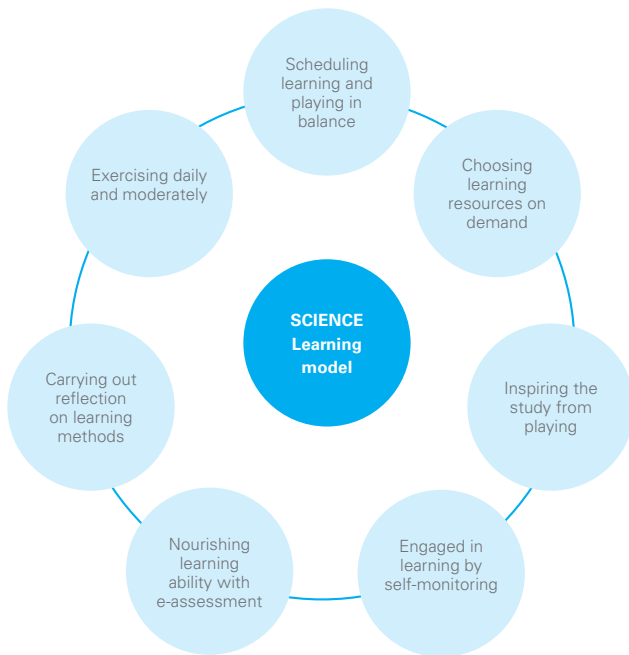 Scheduling
learning and
playing in
balance
Choosing
learning
resources on
demand
Inspiring the
study from
playing
Engaged in
learning by
self-monitoring
Nourishing
learning
ability with
e-assessment
Carrying out
reflection
on learning
methods
Exercising daily
and moderately
SCIENCE
Learning
model